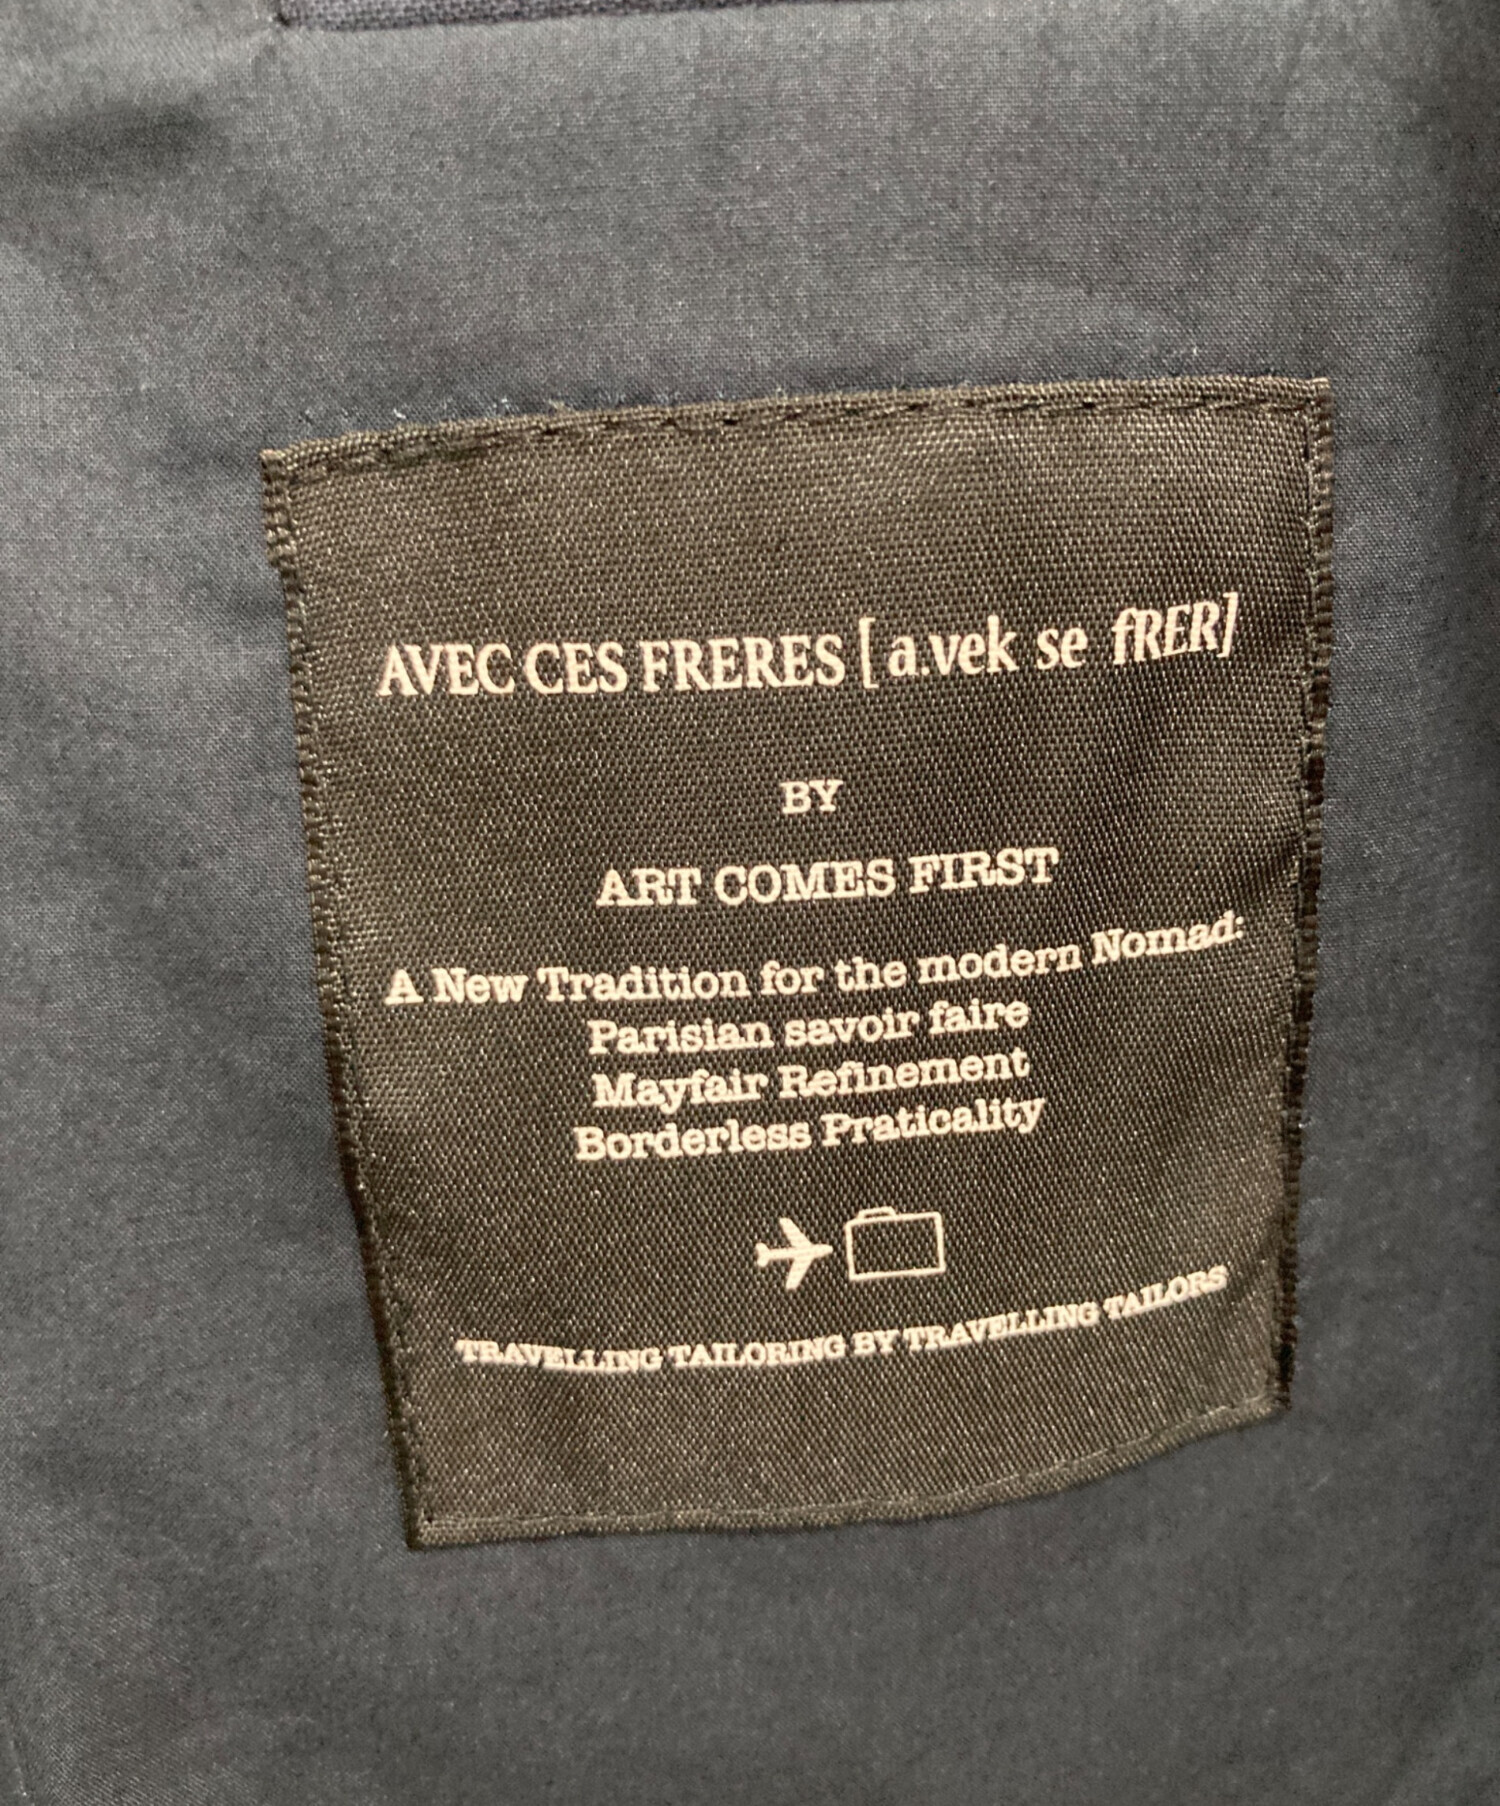 AVEC CES FRERES [ a.vek se fRER]
BY
ART COMES FIRST
A New Tradition for the modern Nomad:
Parisian savoir faire
Mayfair Refinement
Borderless Praticality
TRAVELLING TAILORING BY TRAVELLING TAILORS